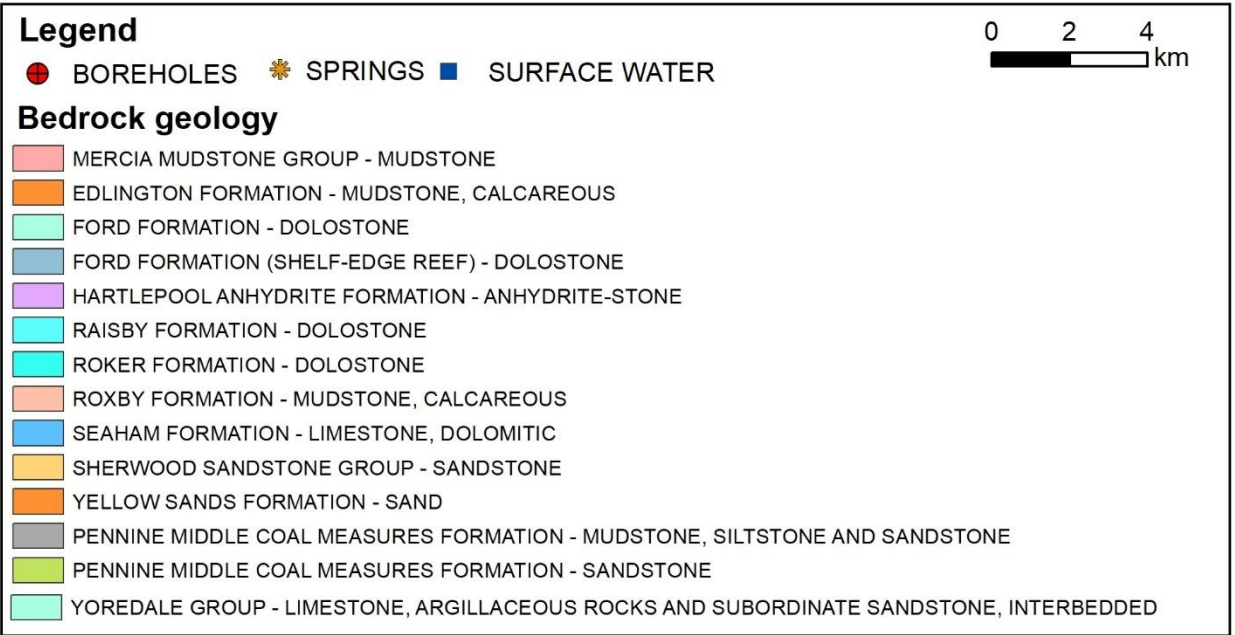 Legend
0 2 4
km
BOREHOLES SPRINGS SURFACE WATER
Bedrock geology
MERCIA MUDSTONE GROUP - MUDSTONE
EDLINGTON FORMATION - MUDSTONE, CALCAREOUS
FORD FORMATION - DOLOSTONE
FORD FORMATION (SHELF-EDGE REEF) - DOLOSTONE
HARTLEPOOL ANHYDRITE FORMATION - ANHYDRITE-STONE
RAISBY FORMATION - DOLOSTONE
ROKER FORMATION - DOLOSTONE
ROXBY FORMATION - MUDSTONE, CALCAREOUS
SEAHAM FORMATION - LIMESTONE, DOLOMITIC
SHERWOOD SANDSTONE GROUP - SANDSTONE
YELLOW SANDS FORMATION - SAND
PENNINE MIDDLE COAL MEASURES FORMATION - MUDSTONE, SILTSTONE AND SANDSTONE
PENNINE MIDDLE COAL MEASURES FORMATION - SANDSTONE
YOREDALE GROUP - LIMESTONE, ARGILLACEOUS ROCKS AND SUBORDINATE SANDSTONE, INTERBEDDED